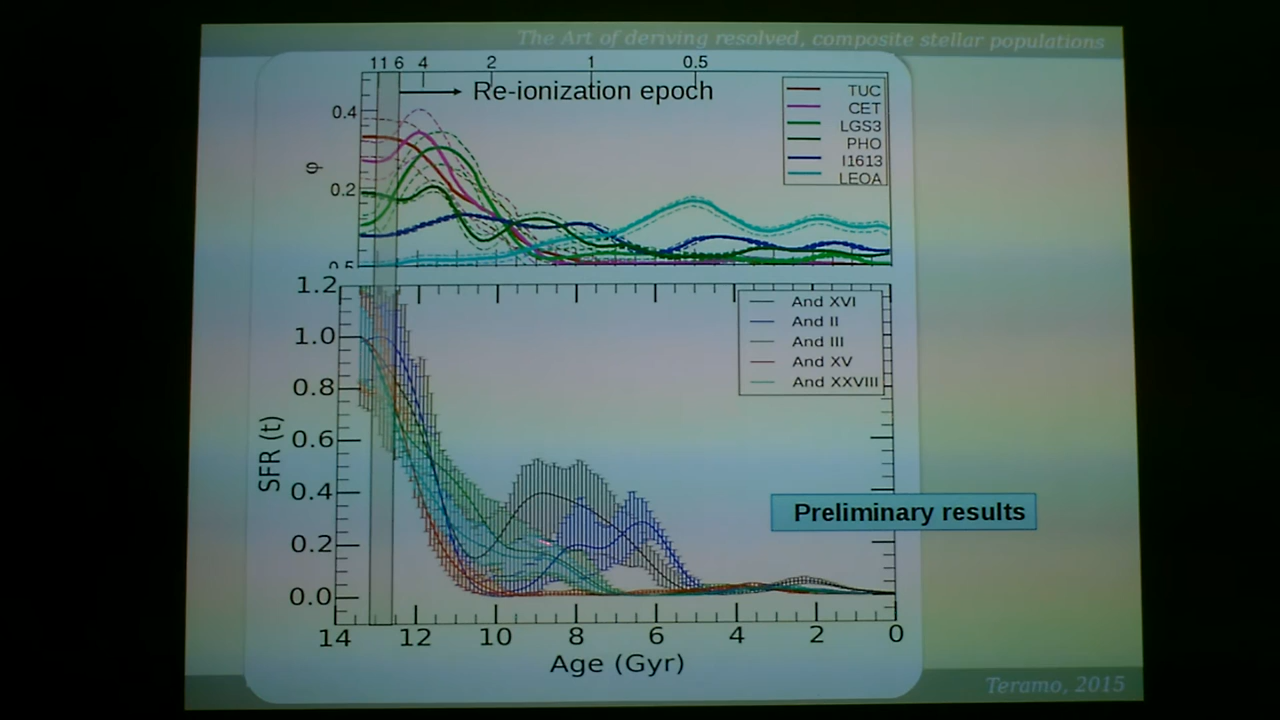 The Art of deriving resolved, composite stellar populations
11 6 4 2 1 0.5
Re-ionization epoch
0.4
0.2
φ
TUC
CET
LGS3
PHO
I1613
LEOA
1.2
1.0
0.8
0.6
0.4
0.2
0.0
SFR (t)
And XVI
And II
And III
And XV
And XXVIII
Preliminary results
14 12 10 8 6 4 2 0
Age (Gyr)
Teramo, 2015